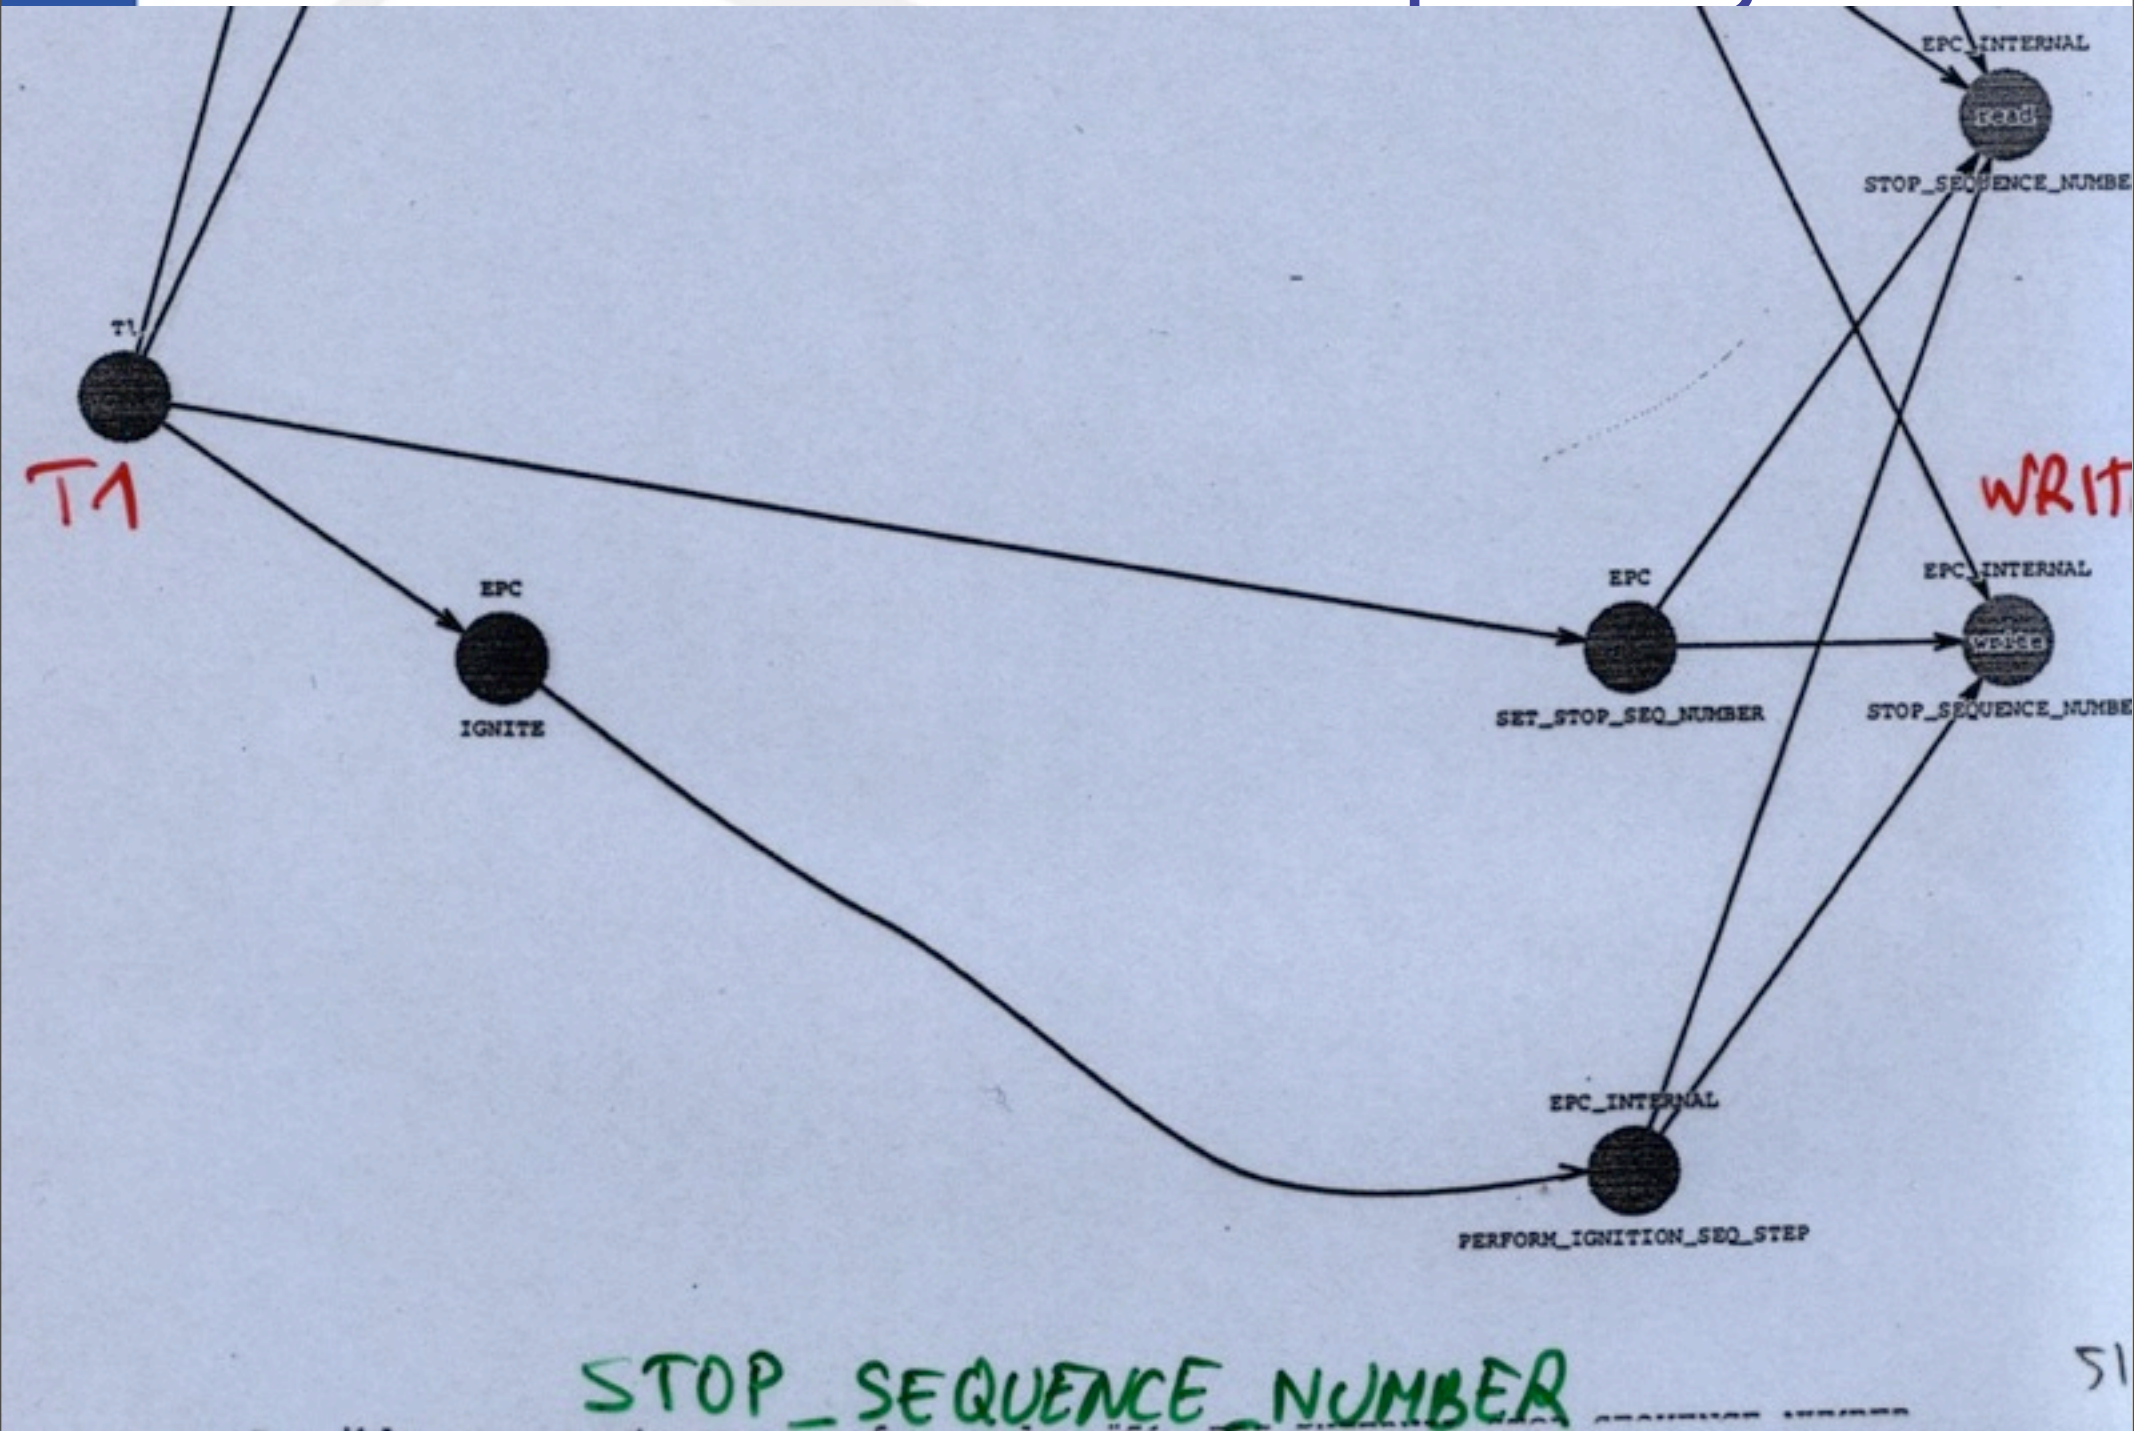 EPC_INTERNAL
read
STOP_SEQUENCE_NUMBE
T1
T1
WRIT
EPC
IGNITE
EPC
SET_STOP_SEQ_NUMBER
EPC_INTERNAL
write
STOP_SEQUENCE_NUMBE
EPC_INTERNAL
PERFORM_IGNITION_SEQ_STEP
STOP_SEQUENCE_NUMBER
51